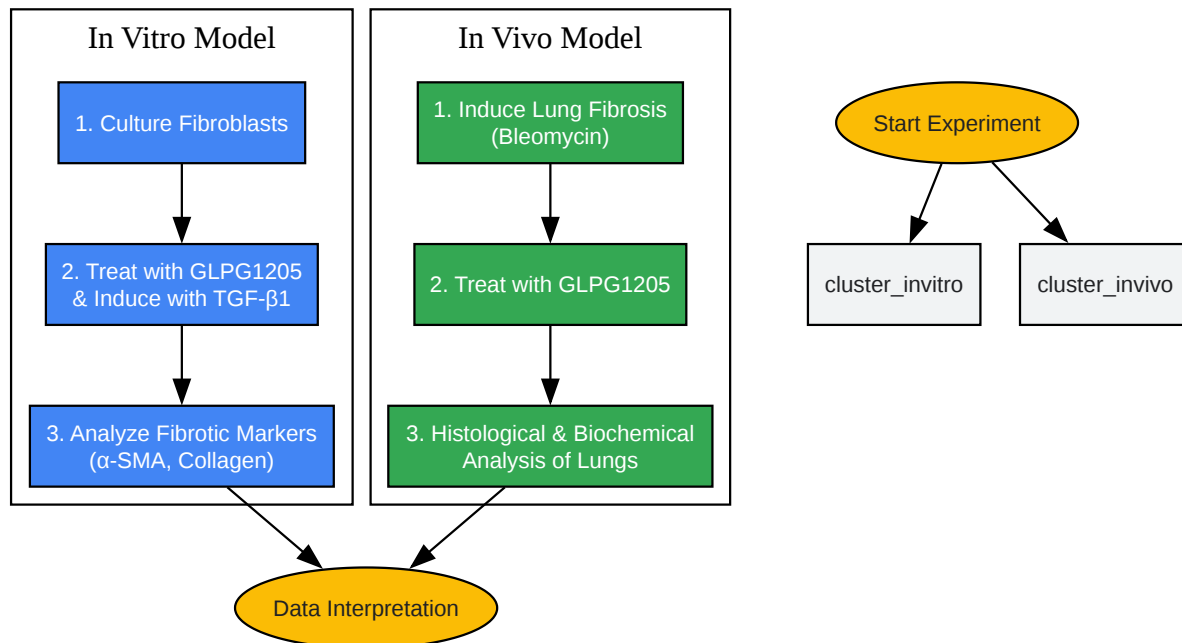 In Vitro Model
1. Culture Fibroblasts
2. Treat with GLPG1205
& Induce with TGF-β1
3. Analyze Fibrotic Markers
(α-SMA, Collagen)
In Vivo Model
1. Induce Lung Fibrosis
(Bleomycin)
2. Treat with GLPG1205
3. Histological & Biochemical
Analysis of Lungs
Data Interpretation
Start Experiment
cluster_invitro
cluster_invivo